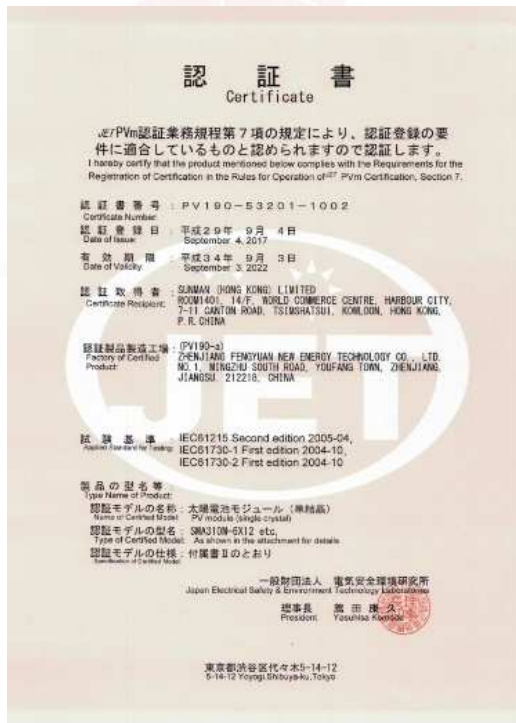 認 証 書
Certificate
JET PVm認証業務規程第7項の規定により、認証登録の要
件に適合しているものと認められますので認証します。
I hereby certify that the product mentioned below complies with the Requirements for the
Registration of Certification in the Rules for Operation of JET PVm Certification, Section 7.
認 証 書 番 号 : PV190-53201-1002
Certificate Number
認 証 登 録 日 : 平成29年 9月 4日
Date of Issue: September 4, 2017
有 効 期 限 : 平成34年 9月 3日
Date of Validity: September 3, 2022
認 証 取 得 者 : SUNMAN (HONG KONG) LIMITED
Certificate Recipient: ROOM1401, 14/F, WORLD COMMERCE CENTRE, HARBOUR CITY,
7-11 CANTON ROAD, TSIMSHATSUI, KOWLOON, HONG KONG,
P.R.CHINA
認証製品製造工場 : (PV190-a)
Factory of Certified ZHENJIANG FENGYUAN NEW ENERGY TECHNOLOGY CO., LTD.
Product: NO.1, MINGZHU SOUTH ROAD, YOUFANG TOWN, ZHENJIANG,
JIANGSU, 212218, CHINA
JET
試 験 基 準 : IEC61215 Second edition 2005-04,
Applied Standard for Testing: IEC61730-1 First edition 2004-10,
IEC61730-2 First edition 2004-10
製 品 の 型 名 等 :
Type Name of Product:
認証モデルの名称 : 太陽電池モジュール (単結晶)
Name of Certified Model: PV module (single crystal)
認証モデルの型名 : SMA310M-6X12 etc.
Type of Certified Model: As shown in the attachment for details
認証モデルの仕様 : 付属書Ⅱのとおり
Specification of Certified Model:
一般財団法人 電気安全環境研究所
Japan Electrical Safety & Environment Technology Laboratories
理事長 薦 田 康 久
President Yasuhisa Komoda
東京都渋谷区代々木5-14-12
5-14-12 Yoyogi,Shibuya-ku,Tokyo